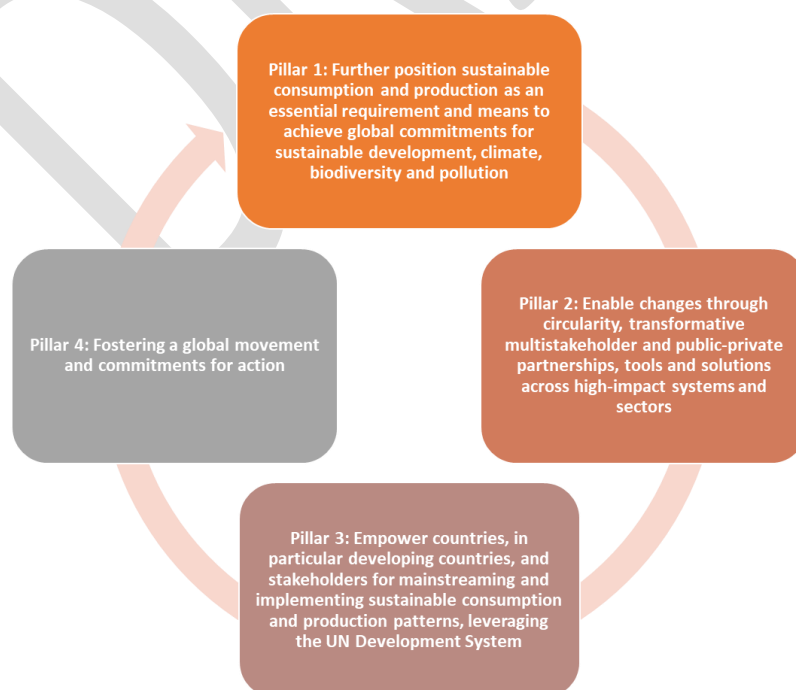 Pillar 1: Further position sustainable
consumption and production as an
essential requirement and means to
achieve global commitments for
sustainable development, climate,
biodiversity and pollution
Pillar 2: Enable changes through
circularity, transformative
multistakeholder and public-private
partnerships, tools and solutions
across high-impact systems and
sectors
Pillar 3: Empower countries, in
particular developing countries, and
stakeholders for mainstreaming and
implementing sustainable consumption
and production patterns, leveraging
the UN Development System
Pillar 4: Fostering a global movement
and commitments for action